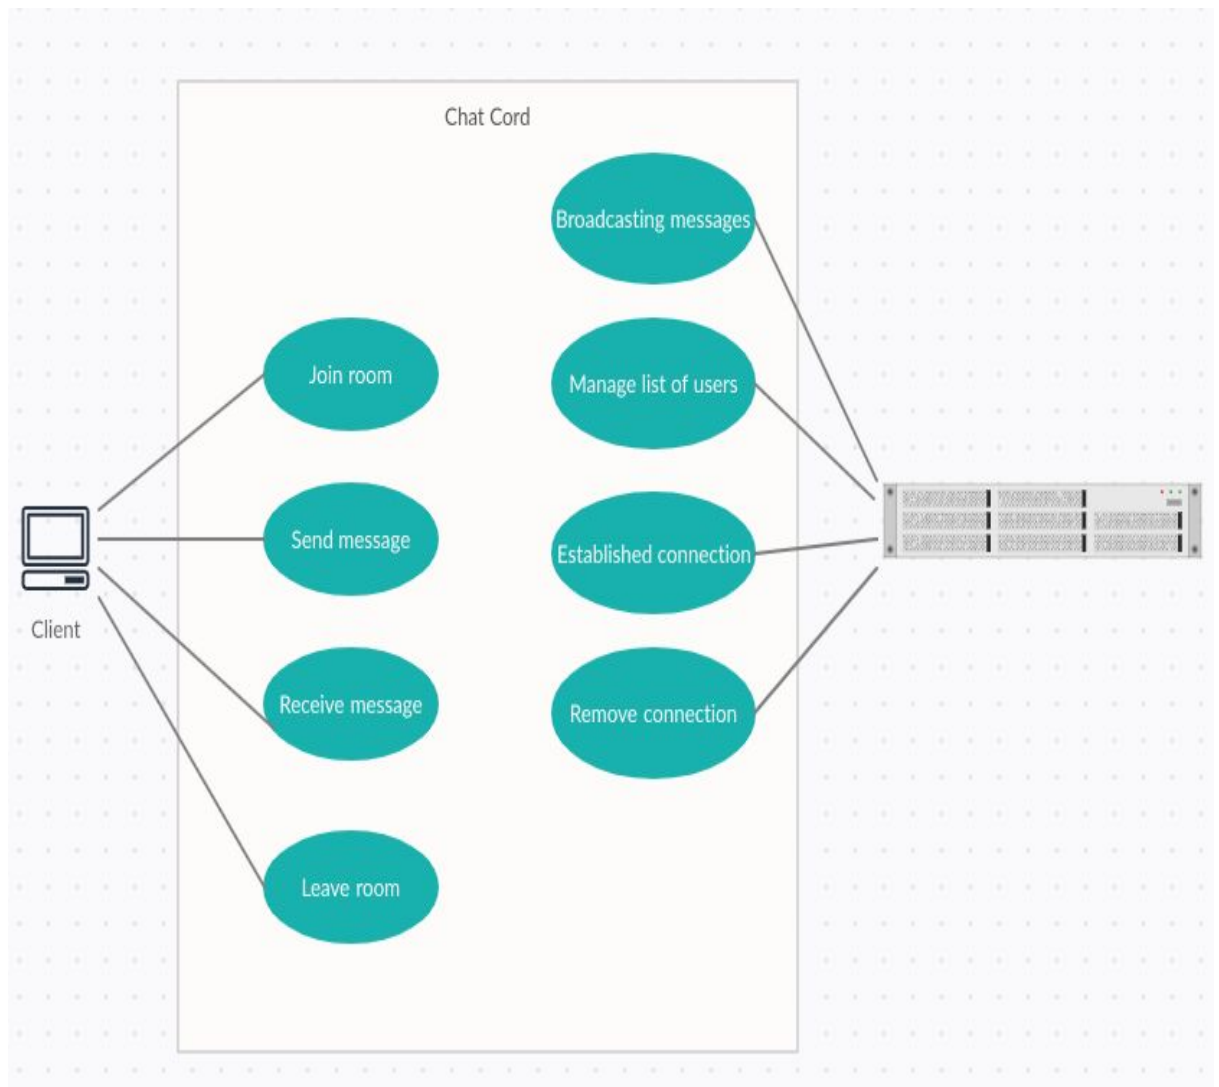 Chat Cord
Broadcasting messages
Join room
Manage list of users
Send message
Established connection
Client
Receive message
Remove connection
Leave room